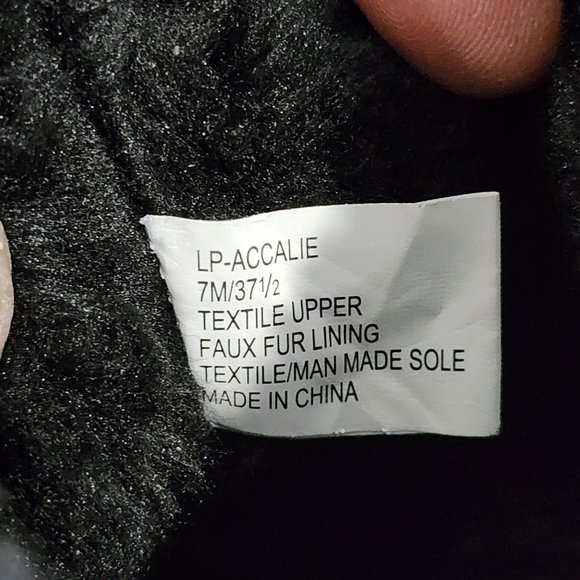 LP-ACCALIE
7M/37½
TEXTILE UPPER
FAUX FUR LINING
TEXTILE/MAN MADE SOLE
MADE IN CHINA